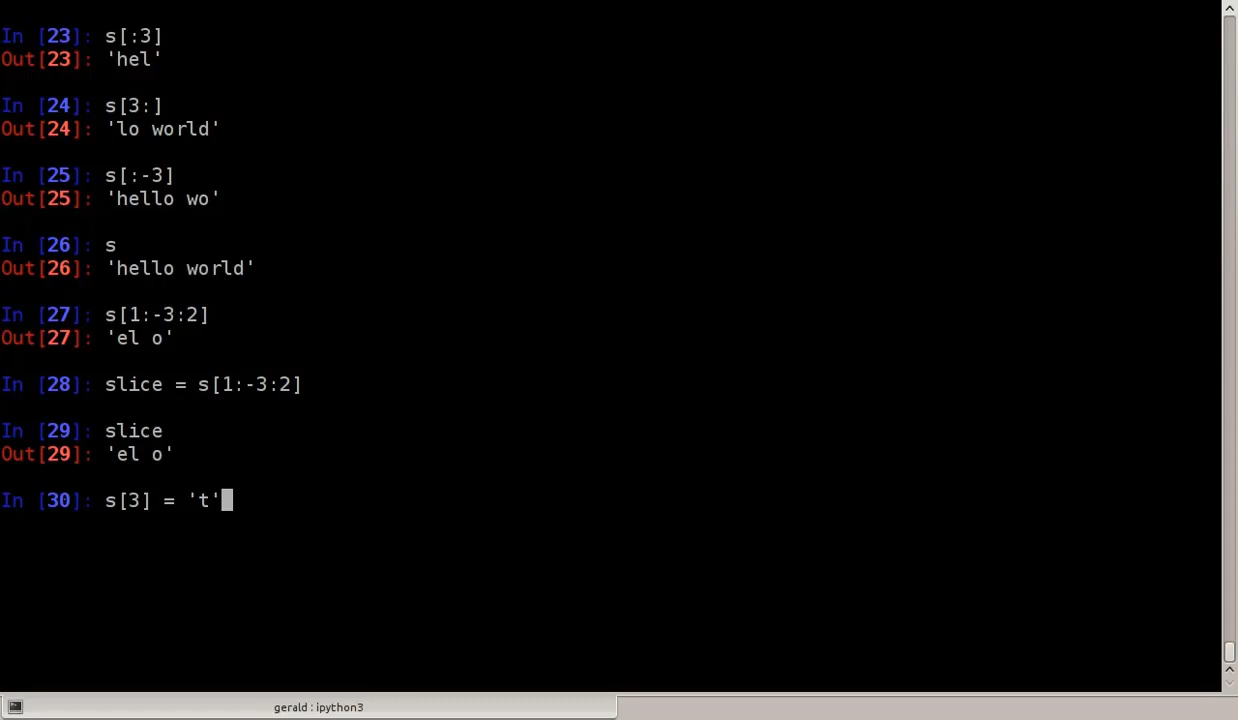 In [23]: s[:3]
Out[23]: 'hel'
In [24]: s[3:]
Out[24]: 'lo world'
In [25]: s[:-3]
Out[25]: 'hello wo'
In [26]: s
Out[26]: 'hello world'
In [27]: s[1:-3:2]
Out[27]: 'el o'
In [28]: slice = s[1:-3:2]
In [29]: slice
Out[29]: 'el o'
In [30]: s[3] = 't'
gerald : ipython3